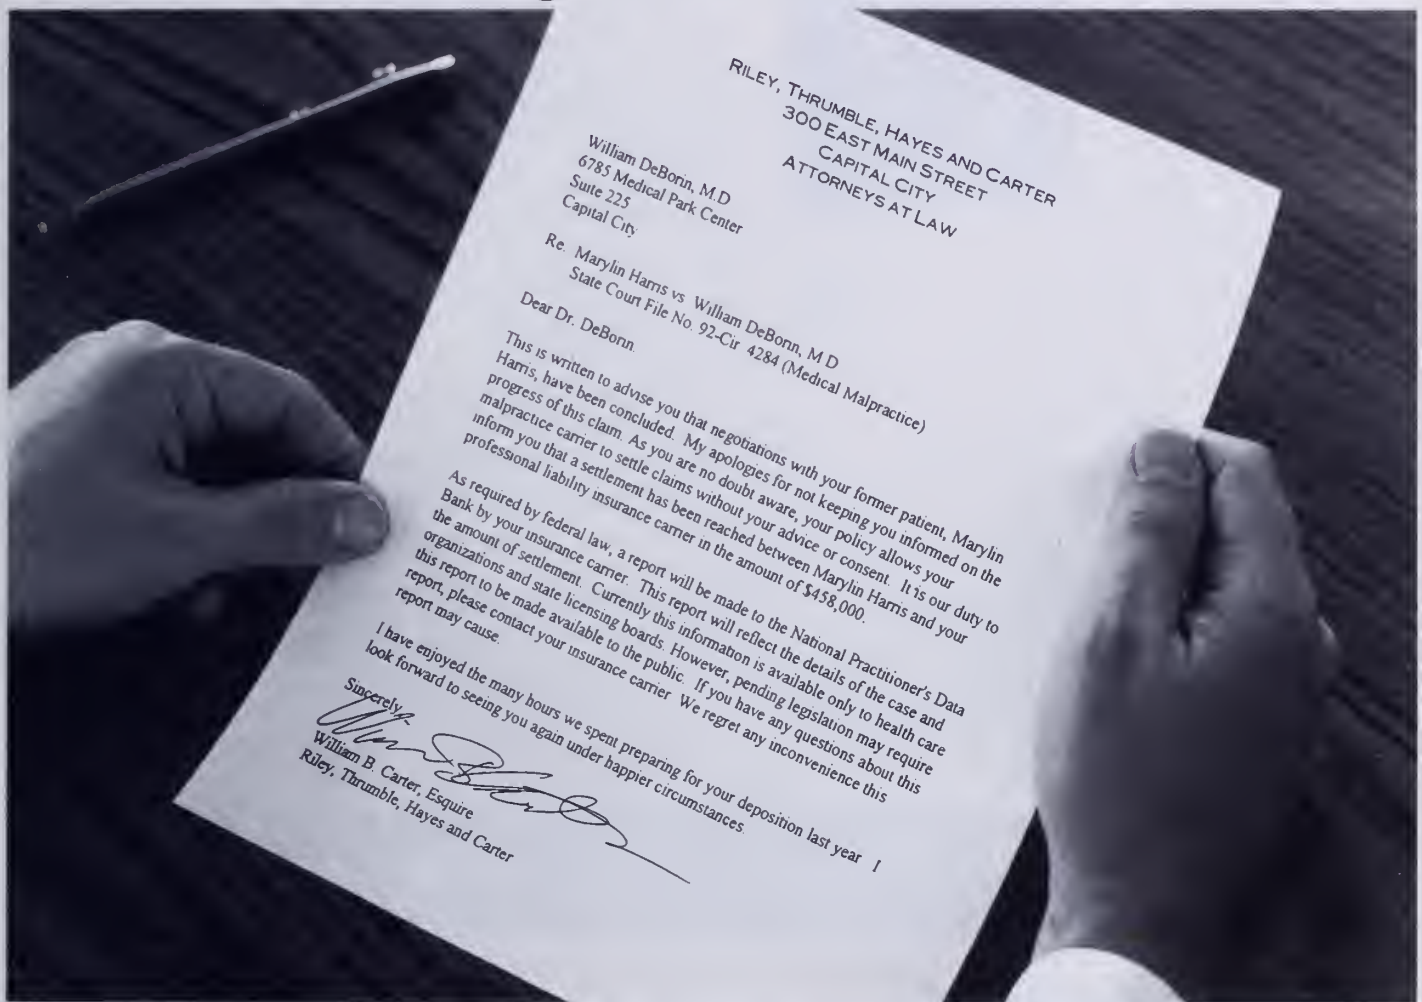 RILEY, THRUMBLE, HAYES AND CARTER
300 EAST MAIN STREET
CAPITAL CITY
ATTORNEYS AT LAW
William DeBorin, M.D
6785 Medical Park Center
Suite 225
Capital City
Re. Marylin Harris vs William DeBorin, M D
State Court File No. 92-Cir 4284 (Medical Malpractice)
Dear Dr. DeBorin.
This is written to advise you that negotiations with your former patient, Marylin
Harris, have been concluded. My apologies for not keeping you informed on the
progress of this claim. As you are no doubt aware, your policy allows your
malpractice carrier to settle claims without your advice or consent. It is our duty to
inform you that a settlement has been reached between Marylin Harris and your
professional liability insurance carrier in the amount of $458,000.
As required by federal law, a report will be made to the National Practitioner's Data
Bank by your insurance carrier. This report will reflect the details of the case and
the amount of settlement. Currently this information is available only to health care
organizations and state licensing boards. However, pending legislation may require
this report to be made available to the public. If you have any questions about this
report, please contact your insurance carrier We regret any inconvenience this
report may cause.
I have enjoyed the many hours we spent preparing for your deposition last year I
look forward to seeing you again under happier circumstances.
Sincerely,
William B. Carter, Esquire
Riley, Thrumble, Hayes and Carter